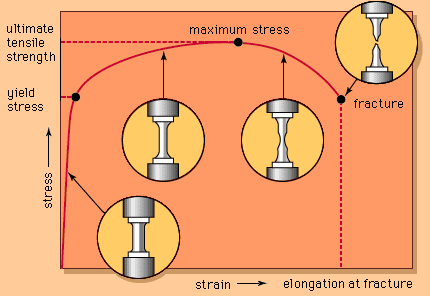 ultimate
tensile
strength
maximum stress
yield
stress
fracture
stress
strain
elongation at fracture